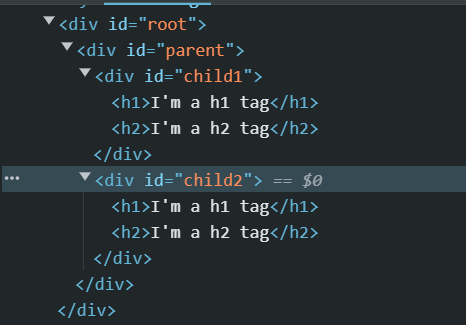 <div id="root">
<div id="parent">
<div id="child1">
<h1>I'm a h1 tag</h1>
<h2>I'm a h2 tag</h2>
</div>
<div id="child2"> == $0
<h1>I'm a h1 tag</h1>
<h2>I'm a h2 tag</h2>
</div>
</div>
</div>